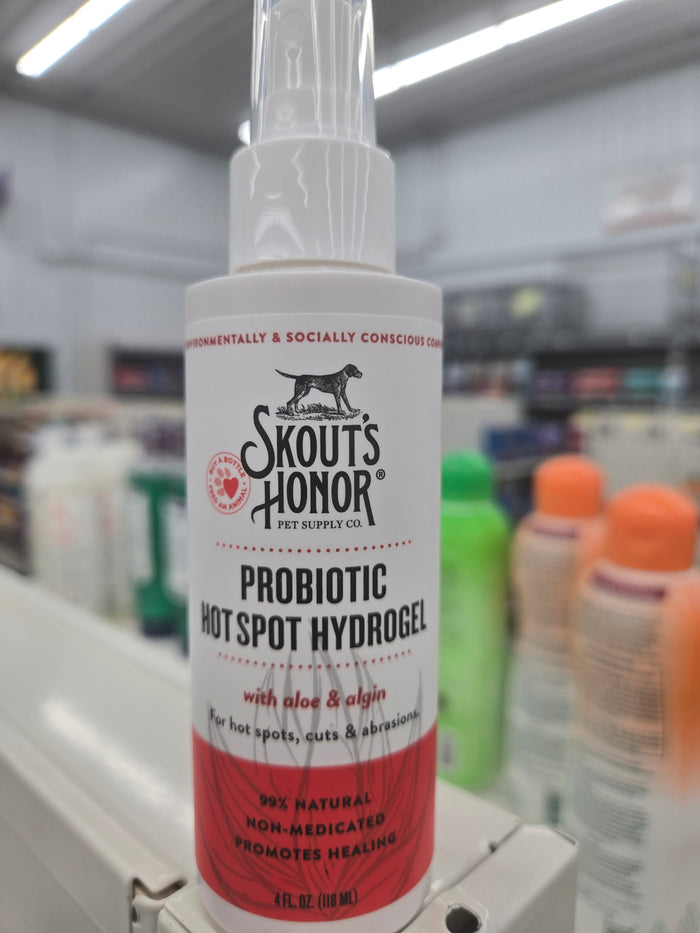 ENVIRONMENTALLY & SOCIALLY CONSCIOUS
SKOUT'S
HONOR®
PET SUPPLY CO.
BUY A BOTTLE
FEED AN ANIMAL
PROBIOTIC
HOT SPOT HYDROGEL
with aloe & algin
For hot spots, cuts & abrasions.
99% NATURAL
NON-MEDICATED
PROMOTES HEALING
4 FL. OZ. (118 ML)